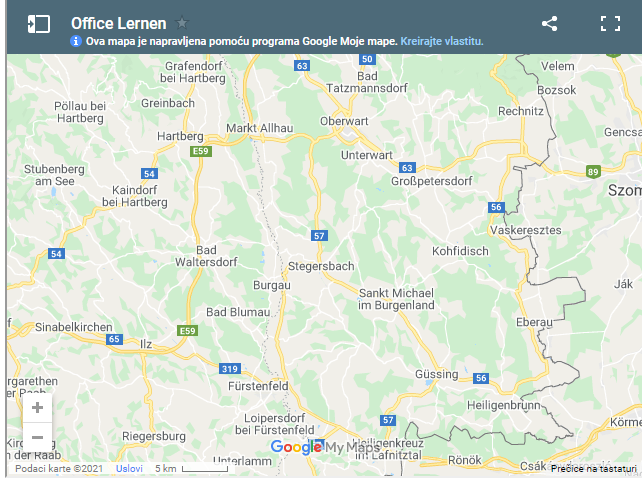 Office Lernen
Ova mapa je napravljena pomoću programa Google Moje mape. Kreirajte vlastitu.
Grafendorf
bei Hartberg
63
50
Velem
Bad
Tatzmannsdorf
Bozsok
Pöllau bei
Hartberg
Greinbach
Rechnitz
Hartberg
Markt Allhau
Oberwart
Gencsa
E59
Unterwart
Stubenberg
am See
54
63
89
Kaindorf
bei Hartberg
Großpetersdorf
Szom
56
57
Vaskeresztes
54
Bad
Waltersdorf
Kohfidisch
Stegersbach
Burgau
Ják
Sankt Michael
im Burgenland
Bad Blumau
Sinabelkirchen
E59
Eberau
65
Ilz
319
Güssing
56
Fürstenfeld
rgarethen
der Raab
+
Heiligenbrunn
−
Loipersdorf
bei Fürstenfeld
57
Riegersburg
Heiligenkreuz
im Lafnitztal
an der Raab
Google My Maps
Unterlamm
Rönök
Podaci karte ©2021
Uslovi
5 km
Prečice na tastaturi